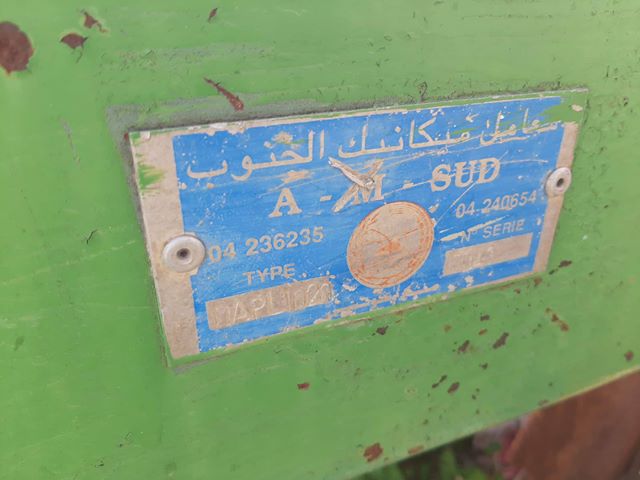 معامل ميكانيك الجنوب
A - M - SUD
04 236235
04 240654
TYPE
N° SERIE